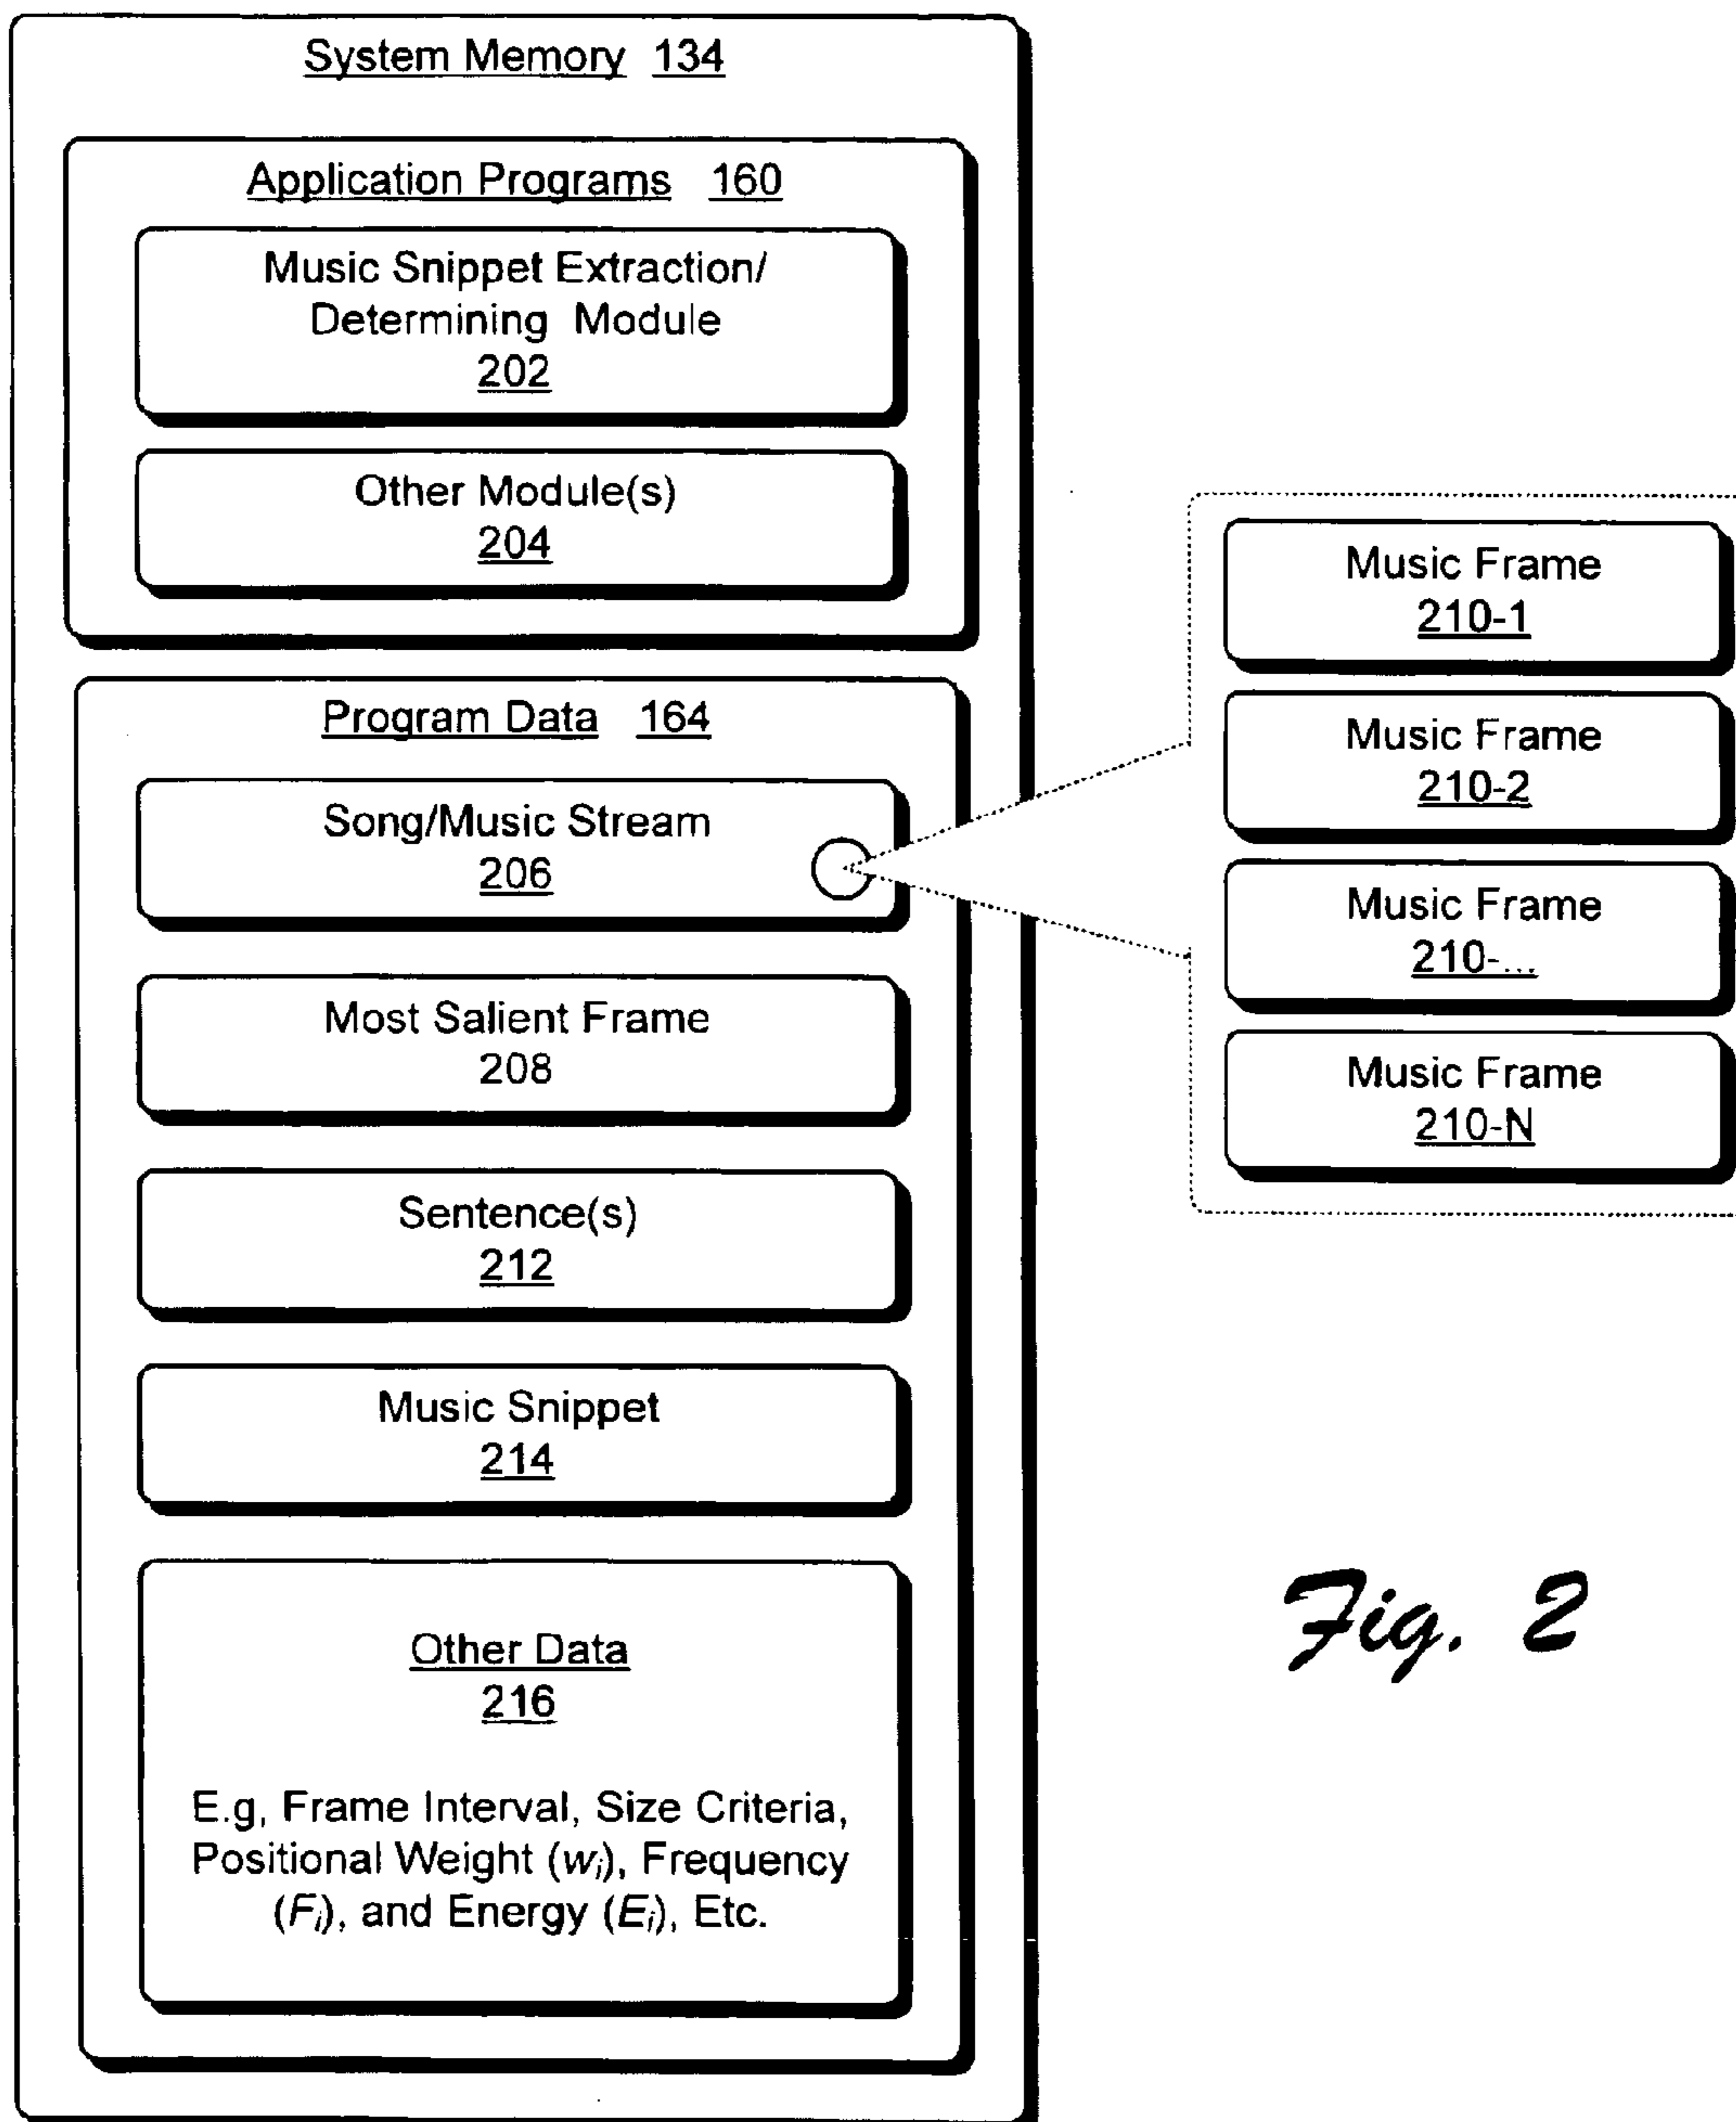 System Memory 134
Application Programs 160
Music Snippet Extraction/
Determining Module
202
Other Module(s)
204
Program Data 164
Song/Music Stream
206
Most Salient Frame
208
Sentence(s)
212
Music Snippet
214
Other Data
216
E.g, Frame Interval, Size Criteria,
Positional Weight (wᵢ), Frequency
(Fᵢ), and Energy (Eᵢ), Etc.
Music Frame
210-1
Music Frame
210-2
Music Frame
210-...
Music Frame
210-N
Fig. 2